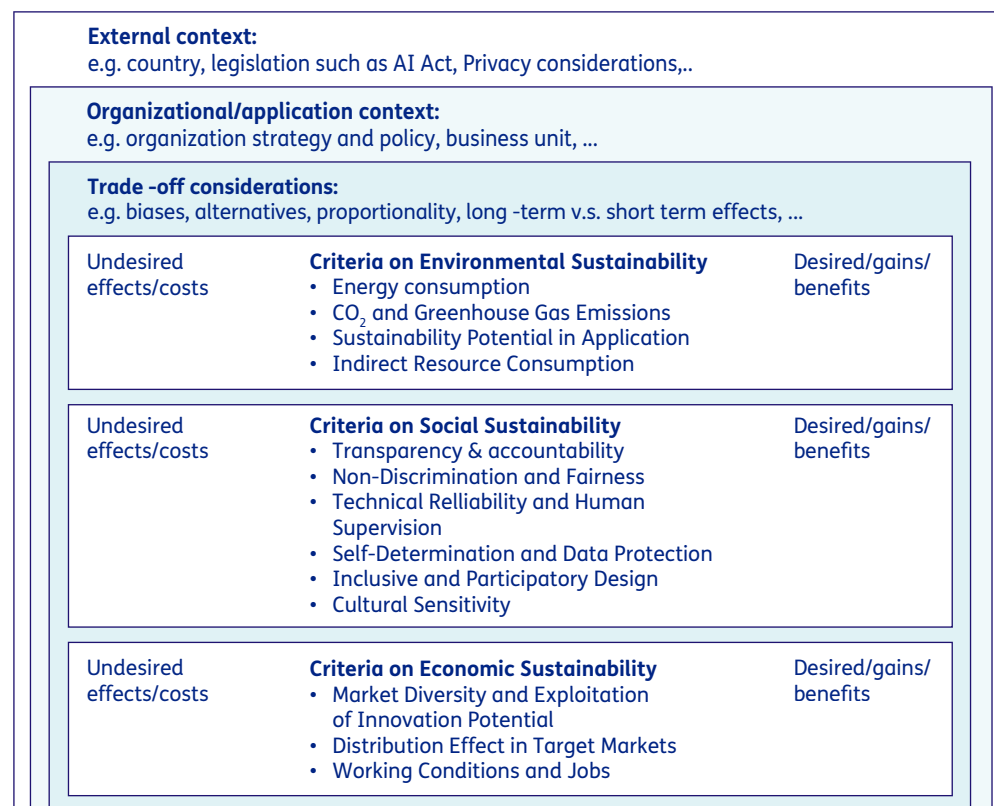 External context:
e.g. country, legislation such as AI Act, Privacy considerations,..
Organizational/application context:
e.g. organization strategy and policy, business unit, ...
Trade -off considerations:
e.g. biases, alternatives, proportionality, long -term v.s. short term effects, ...
Undesired
effects/costs
Criteria on Environmental Sustainability
• Energy consumption
• CO₂ and Greenhouse Gas Emissions
• Sustainability Potential in Application
• Indirect Resource Consumption
Desired/gains/
benefits
Undesired
effects/costs
Criteria on Social Sustainability
• Transparency & accountability
• Non-Discrimination and Fairness
• Technical Relliability and Human
Supervision
• Self-Determination and Data Protection
• Inclusive and Participatory Design
• Cultural Sensitivity
Desired/gains/
benefits
Undesired
effects/costs
Criteria on Economic Sustainability
• Market Diversity and Exploitation
of Innovation Potential
• Distribution Effect in Target Markets
• Working Conditions and Jobs
Desired/gains/
benefits